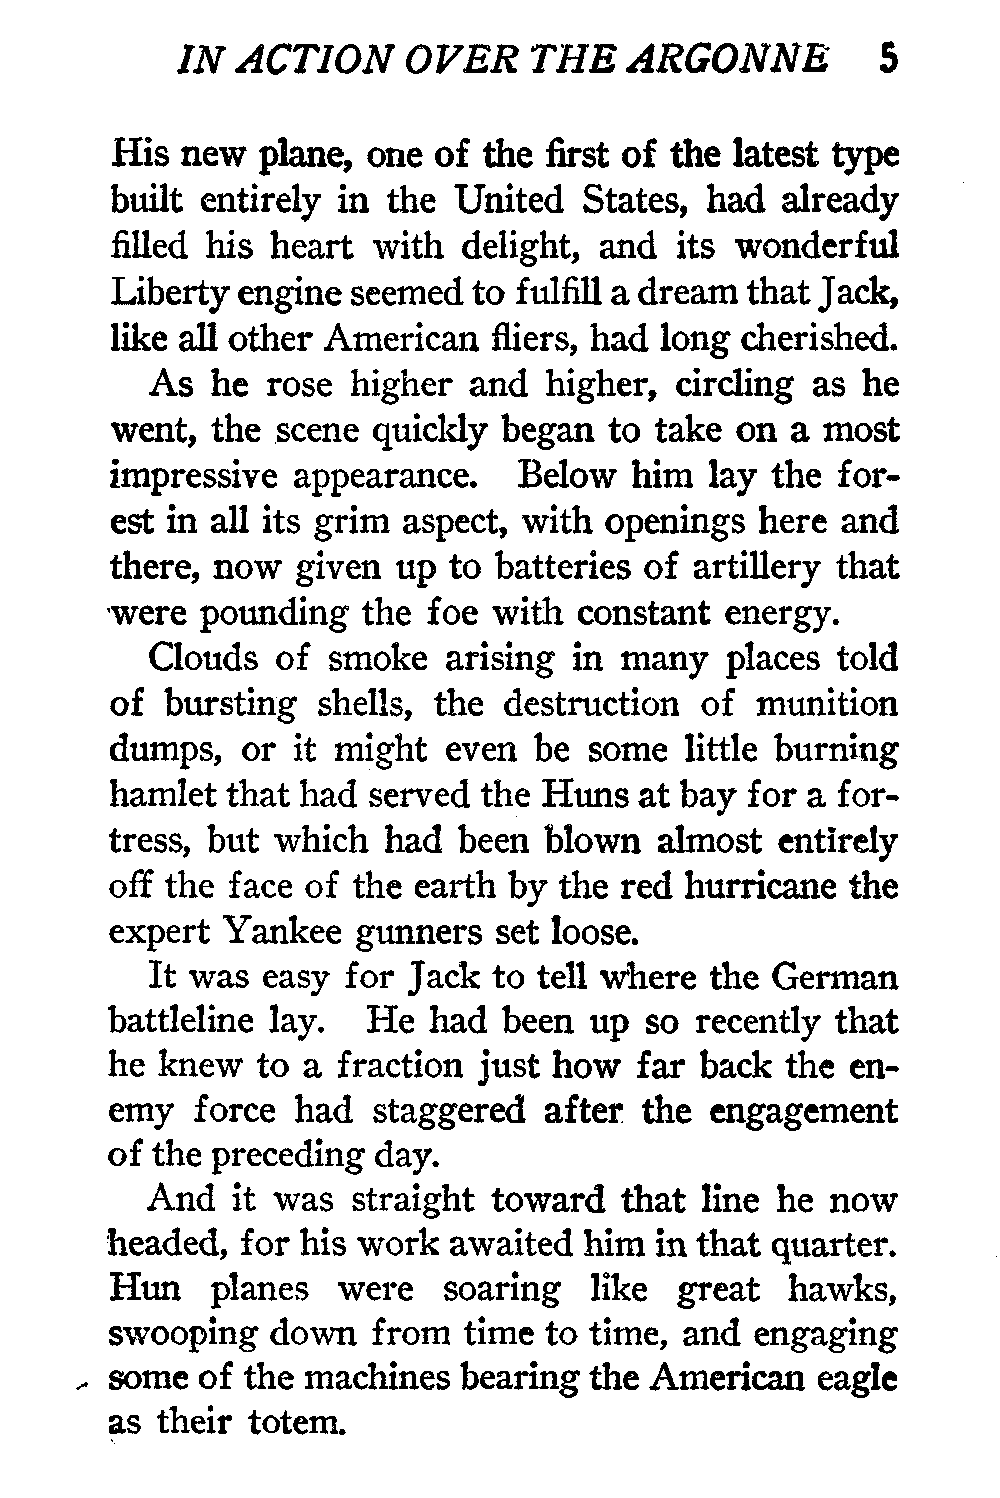 IN ACTION OVER THE ARGONNE 5
His new plane, one of the first of the latest type
built entirely in the United States, had already
filled his heart with delight, and its wonderful
Liberty engine seemed to fulfill a dream that Jack,
like all other American fliers, had long cherished.
As he rose higher and higher, circling as he
went, the scene quickly began to take on a most
impressive appearance. Below him lay the for-
est in all its grim aspect, with openings here and
there, now given up to batteries of artillery that
were pounding the foe with constant energy.
Clouds of smoke arising in many places told
of bursting shells, the destruction of munition
dumps, or it might even be some little burning
hamlet that had served the Huns at bay for a for-
tress, but which had been blown almost entirely
off the face of the earth by the red hurricane the
expert Yankee gunners set loose.
It was easy for Jack to tell where the German
battleline lay. He had been up so recently that
he knew to a fraction just how far back the en-
emy force had staggered after the engagement
of the preceding day.
And it was straight toward that line he now
headed, for his work awaited him in that quarter.
Hun planes were soaring like great hawks,
swooping down from time to time, and engaging
some of the machines bearing the American eagle
as their totem.